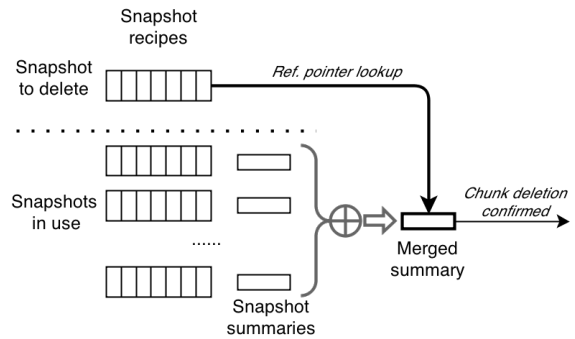 Snapshot
recipes
Snapshot
to delete
Ref. pointer lookup
Snapshots
in use
......
Chunk deletion
confirmed
Merged
summary
Snapshot
summaries